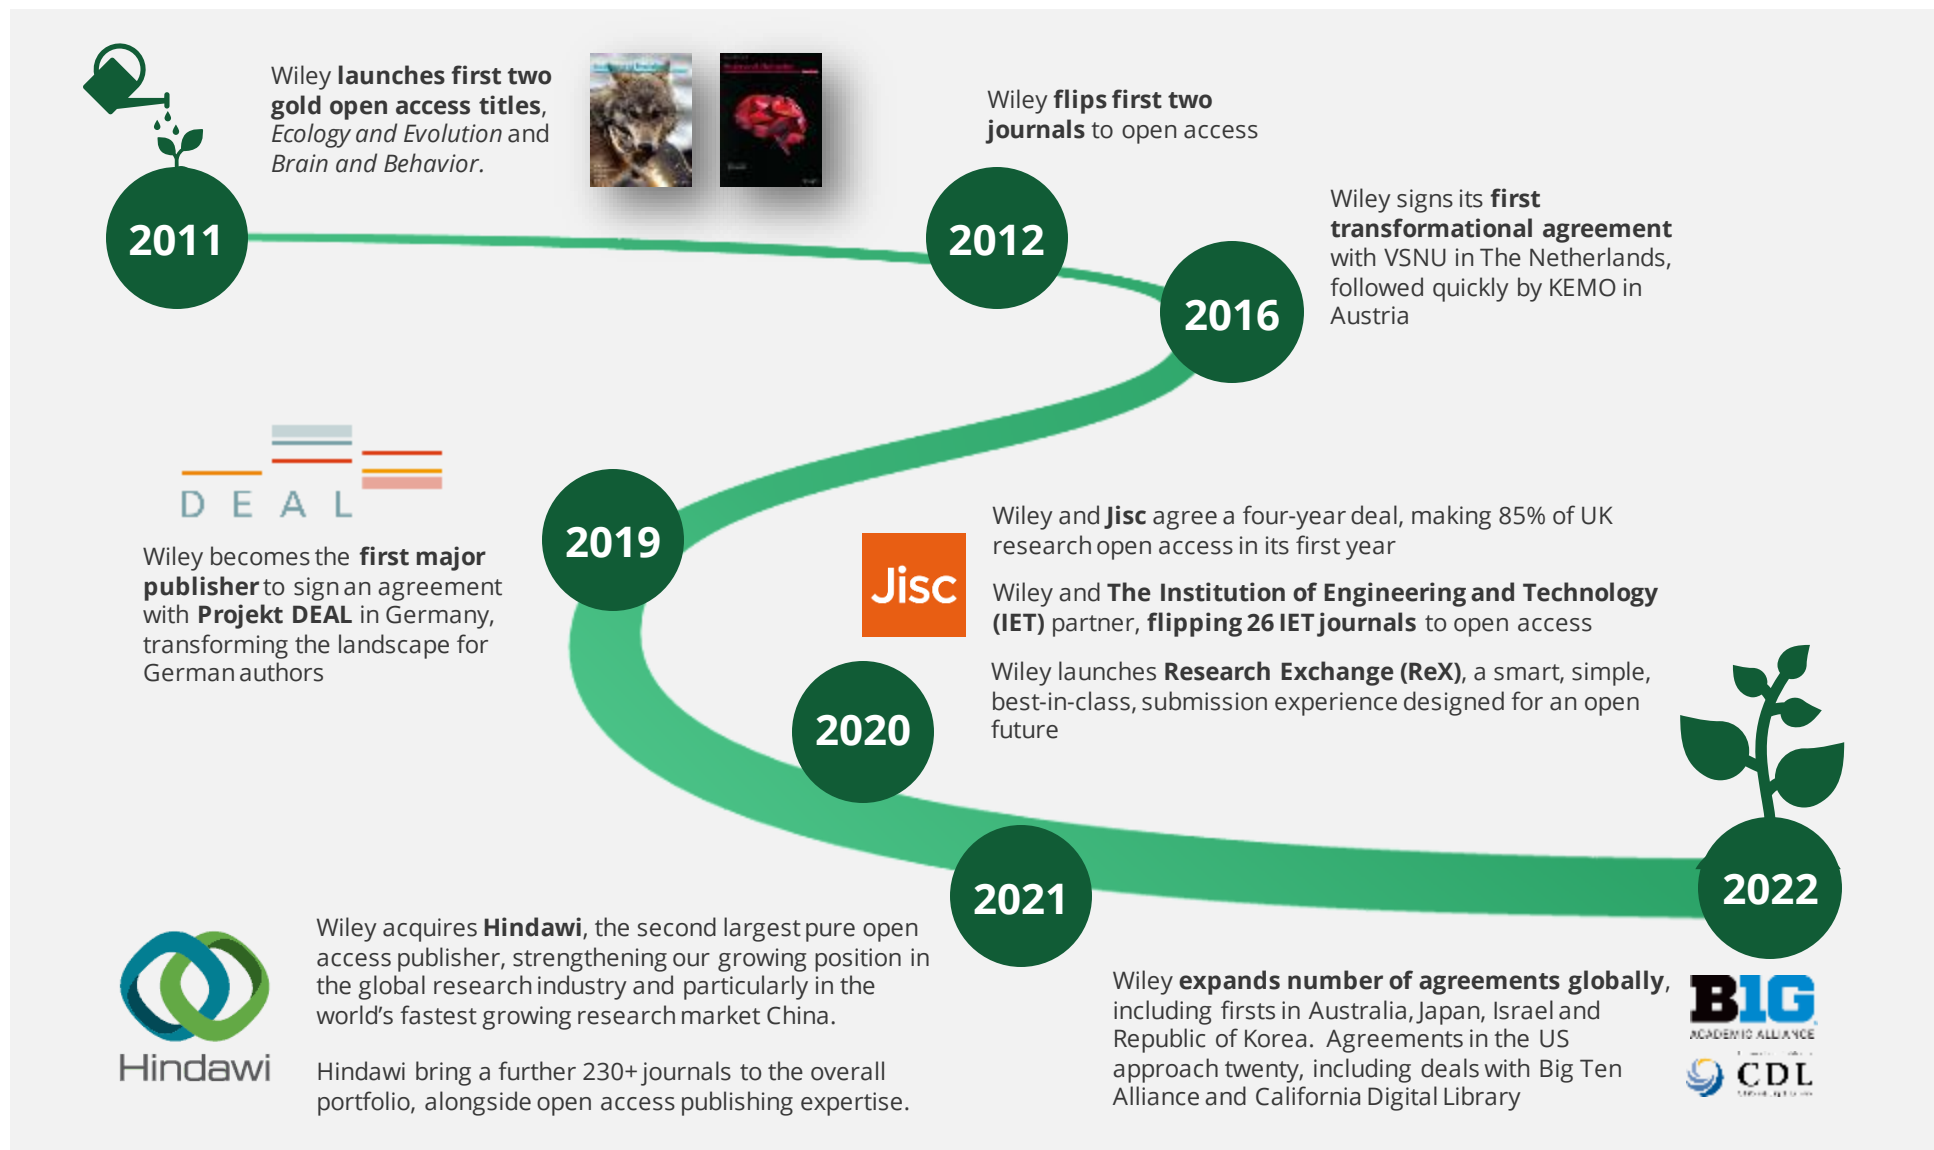 Wiley launches first two
gold open access titles,
Ecology and Evolution and
Brain and Behavior.
2011
Wiley flips first two
journals to open access
2012
Wiley signs its first
transformational agreement
with VSNU in The Netherlands,
followed quickly by KEMO in
Austria
2016
DEAL
Wiley becomes the first major
publisher to sign an agreement
with Projekt DEAL in Germany,
transforming the landscape for
German authors
2019
Jisc
Wiley and Jisc agree a four-year deal, making 85% of UK
research open access in its first year
Wiley and The Institution of Engineering and Technology
(IET) partner, flipping 26 IET journals to open access
Wiley launches Research Exchange (ReX), a smart, simple,
best-in-class, submission experience designed for an open
future
2020
2021
Hindawi
Wiley acquires Hindawi, the second largest pure open
access publisher, strengthening our growing position in
the global research industry and particularly in the
world’s fastest growing research market China.
Hindawi bring a further 230+ journals to the overall
portfolio, alongside open access publishing expertise.
2022
Wiley expands number of agreements globally,
including firsts in Australia, Japan, Israel and
Republic of Korea. Agreements in the US
approach twenty, including deals with Big Ten
Alliance and California Digital Library
B1G
ACADEMIC ALLIANCE
CDL